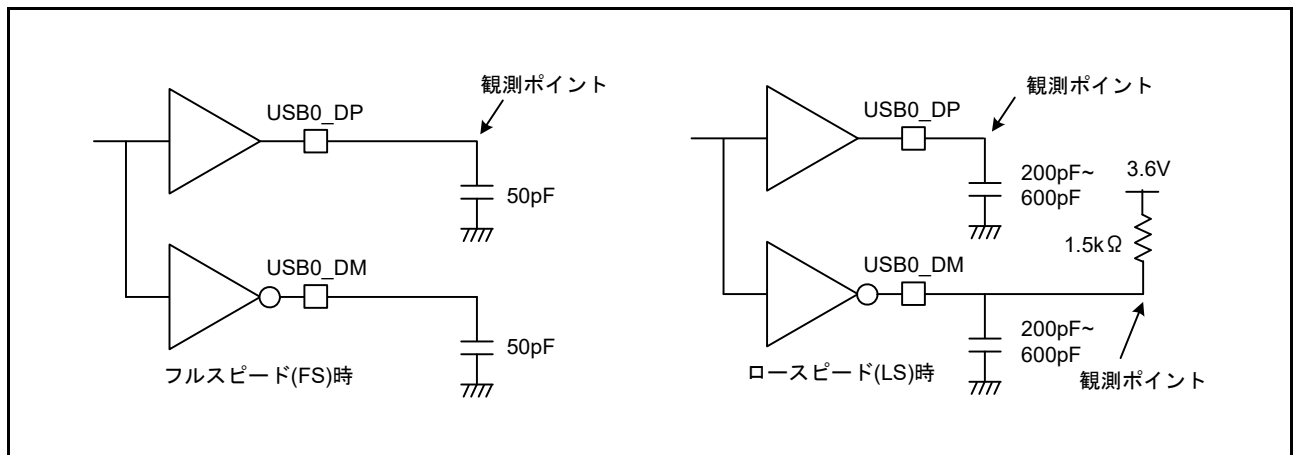 観測ポイント
USB0_DP
50pF
USB0_DM
50pF
フルスピード(FS)時
観測ポイント
USB0_DP
200pF~
600pF
3.6V
1.5kΩ
USB0_DM
200pF~
600pF
ロースピード(LS)時
観測ポイント